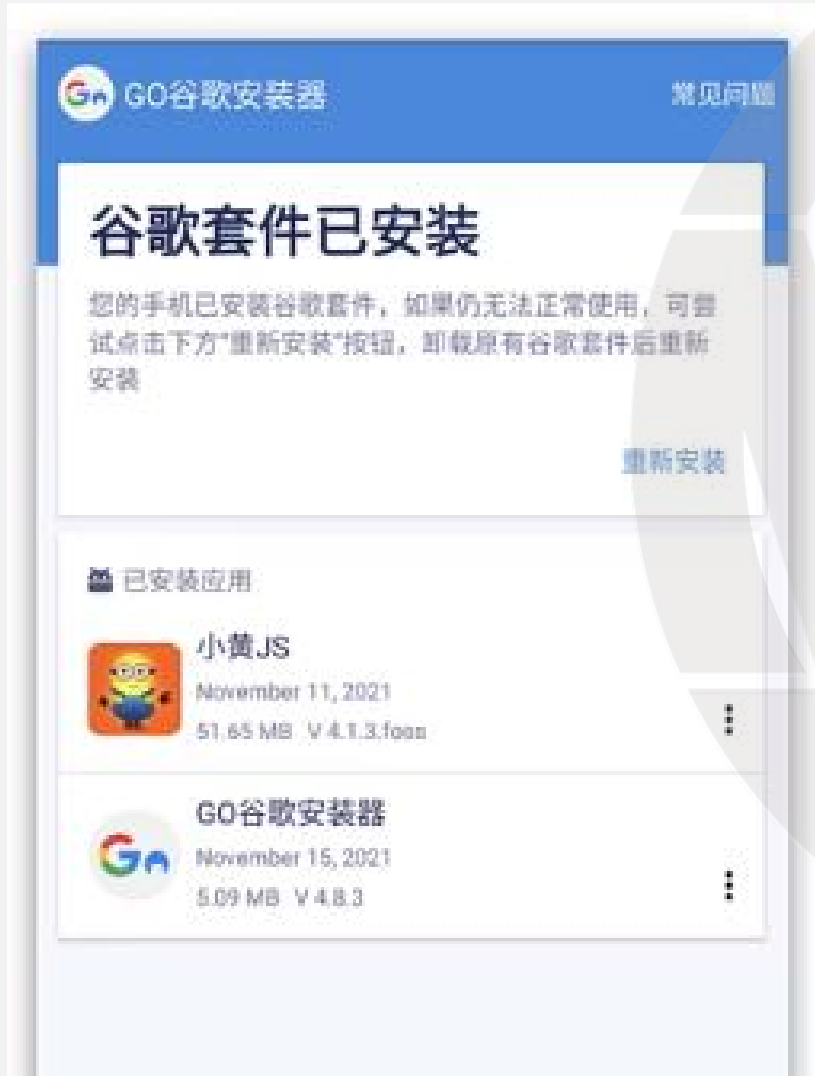 GO谷歌安装器
常见问题
谷歌套件已安装
您的手机已安装谷歌套件，如果仍无法正常使用，可尝
试点击下方"重新安装"按钮，卸载原有谷歌套件后重新
安装
重新安装
已安装应用
小黄JS
November 11, 2021
51.65 MB V 4.1.3
GO谷歌安装器
November 15, 2021
5.09 MB V 4.8.3